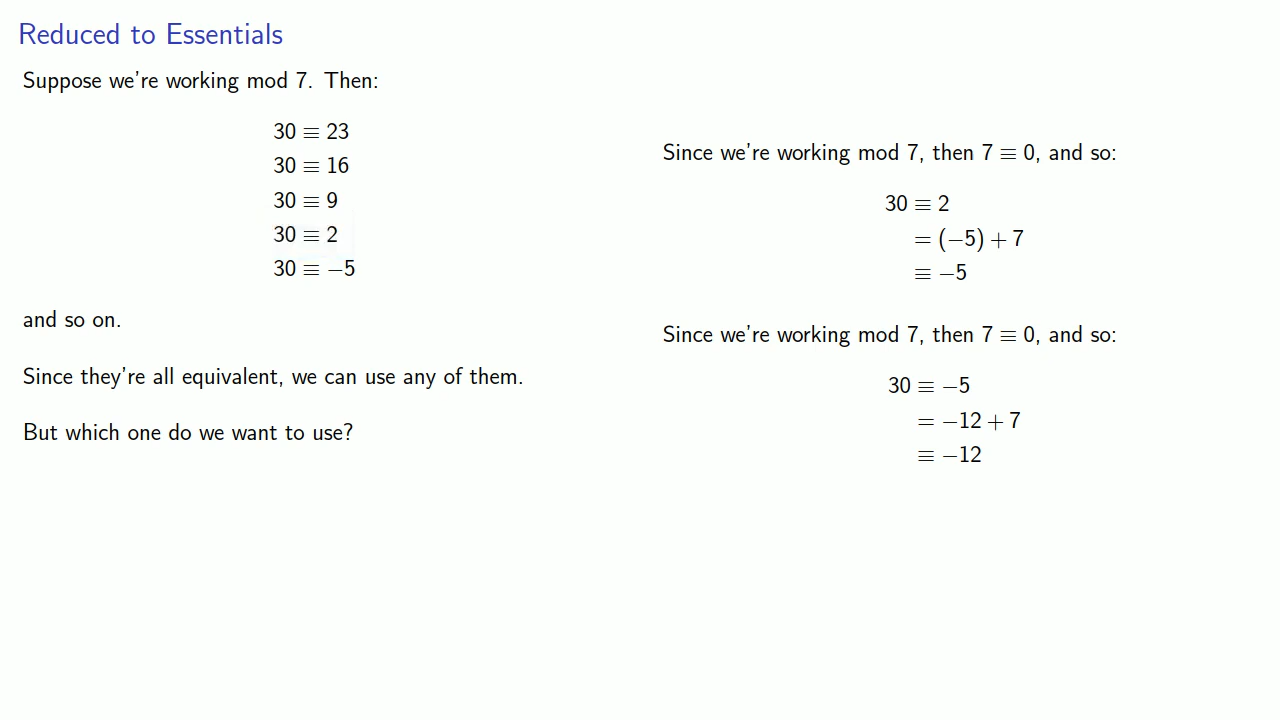 Reduced to Essentials
Suppose we're working mod 7. Then:
30 ≡ 23
30 ≡ 16
30 ≡ 9
30 ≡ 2
30 ≡ −5
and so on.
Since they're all equivalent, we can use any of them.
But which one do we want to use?
Since we're working mod 7, then 7 ≡ 0, and so:
30 ≡ 2
= (−5) + 7
≡ −5
Since we're working mod 7, then 7 ≡ 0, and so:
30 ≡ −5
= −12 + 7
≡ −12